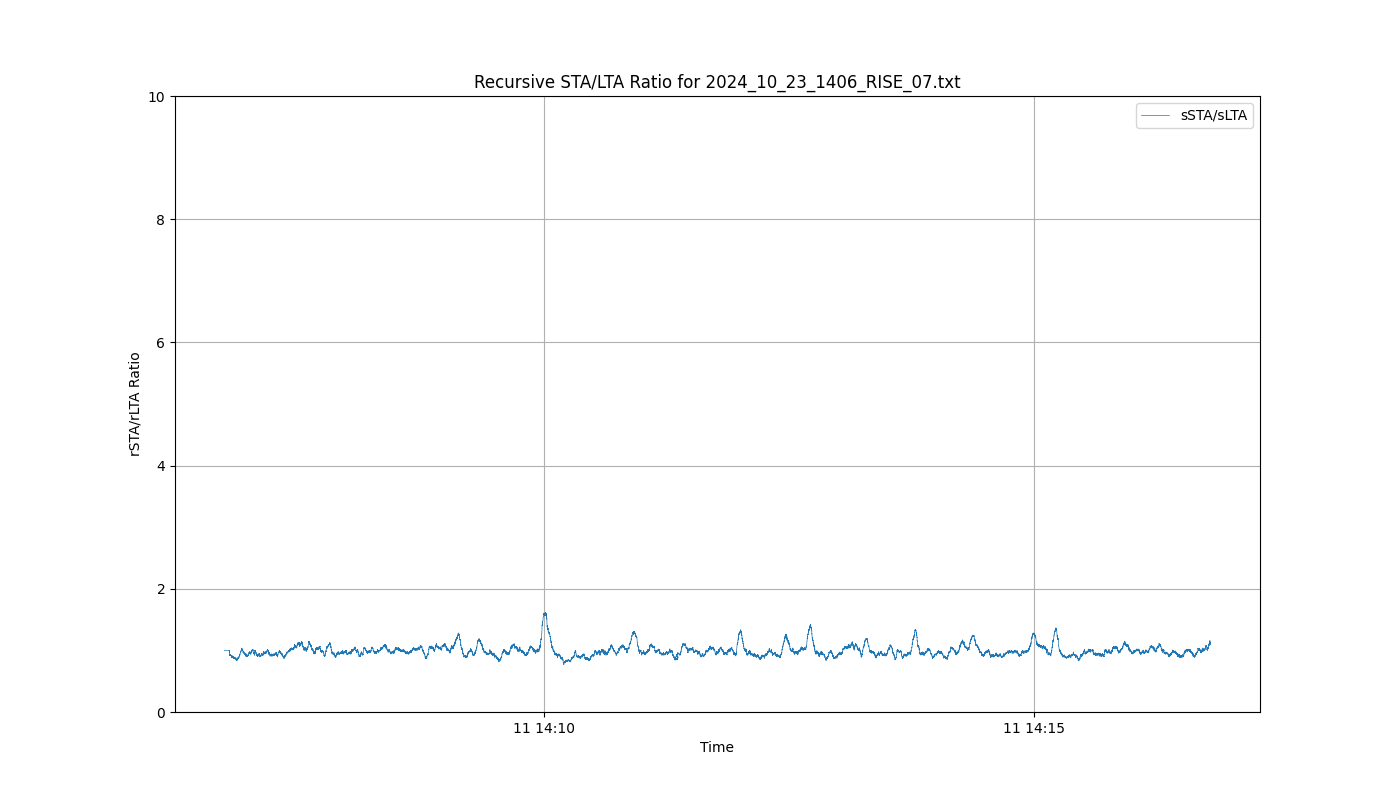 Recursive STA/LTA Ratio for 2024_10_23_1406_RISE_07.txt
10
sSTA/sLTA
8
6
rSTA/rLTA Ratio
4
2
0
11 14:10
11 14:15
Time